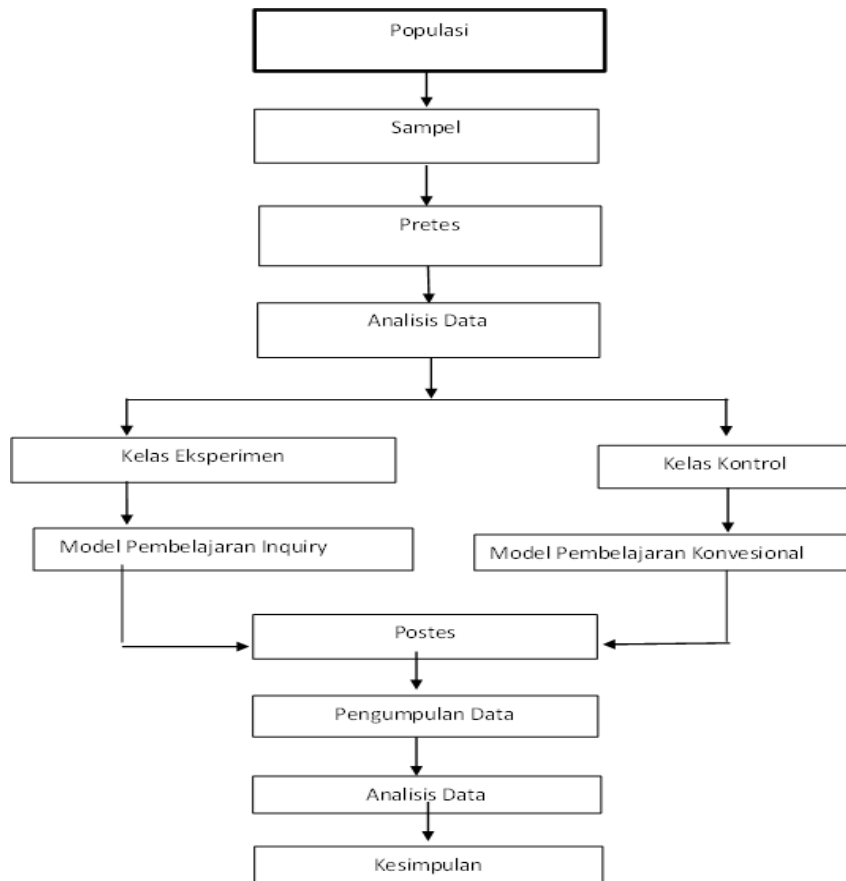 Populasi
Sampel
Pretes
Analisis Data
Kelas Eksperimen
Kelas Kontrol
Model Pembelajaran Inquiry
Model Pembelajaran Konvesional
Postes
Pengumpulan Data
Analisis Data
Kesimpulan